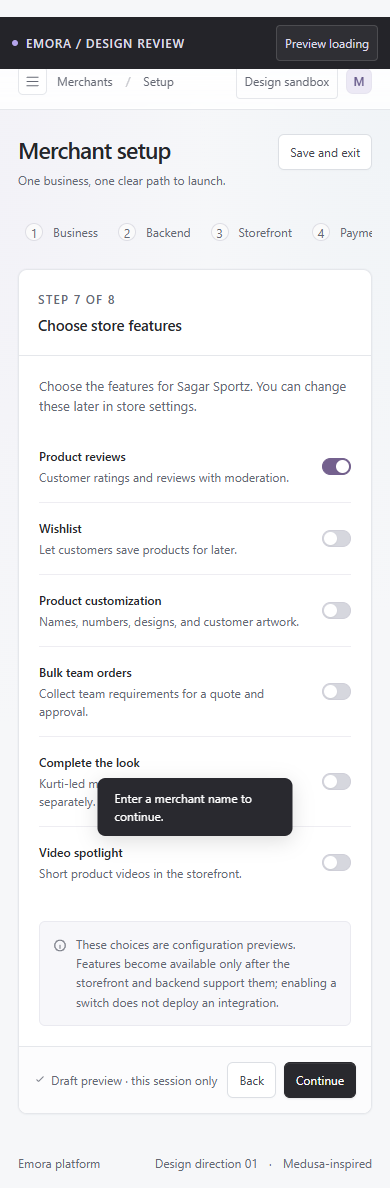 EMORA / DESIGN REVIEW
Preview loading
Merchants / Setup
Design sandbox
M
Merchant setup
Save and exit
One business, one clear path to launch.
1 Business 2 Backend 3 Storefront 4 Payme
STEP 7 OF 8
Choose store features
Choose the features for Sagar Sportz. You can change
these later in store settings.
Product reviews
Customer ratings and reviews with moderation.
Wishlist
Let customers save products for later.
Product customization
Names, numbers, designs, and customer artwork.
Bulk team orders
Collect team requirements for a quote and
approval.
Complete the look
Kurti-led m
separately.
Enter a merchant name to
continue.
Video spotlight
Short product videos in the storefront.
These choices are configuration previews.
Features become available only after the
storefront and backend support them; enabling a
switch does not deploy an integration.
Draft preview · this session only
Back
Continue
Emora platform
Design direction 01 · Medusa-inspired